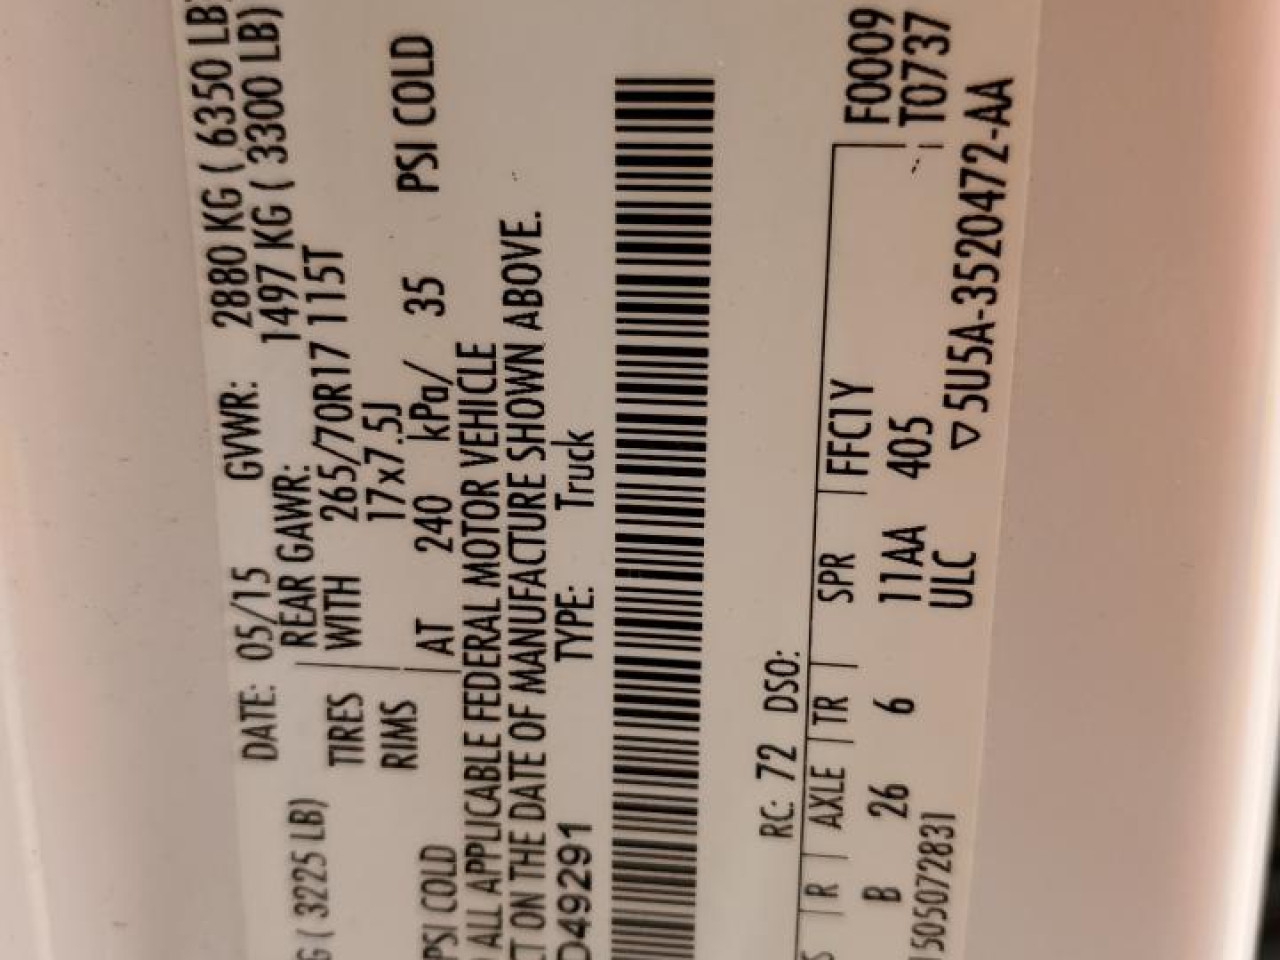 DATE: 05/15 GVWR: 2880 KG ( 6350 LB
G ( 3225 LB) REAR GAWR: 1497 KG ( 3300 LB)
TIRES WITH 265/70R17 115T
RIMS 17x7.5J
PSI COLD AT 240 kPa/ 35 PSI COLD
ALL APPLICABLE FEDERAL MOTOR VEHICLE
CT ON THE DATE OF MANUFACTURE SHOWN ABOVE.
D49291 TYPE: Truck
RC: 72 DSO:
S R AXLE TR SPR FFC1Y F0009
B 26 6 11AA 405 T0737
1505072831 ULC ▽5U5A-3520472-AA